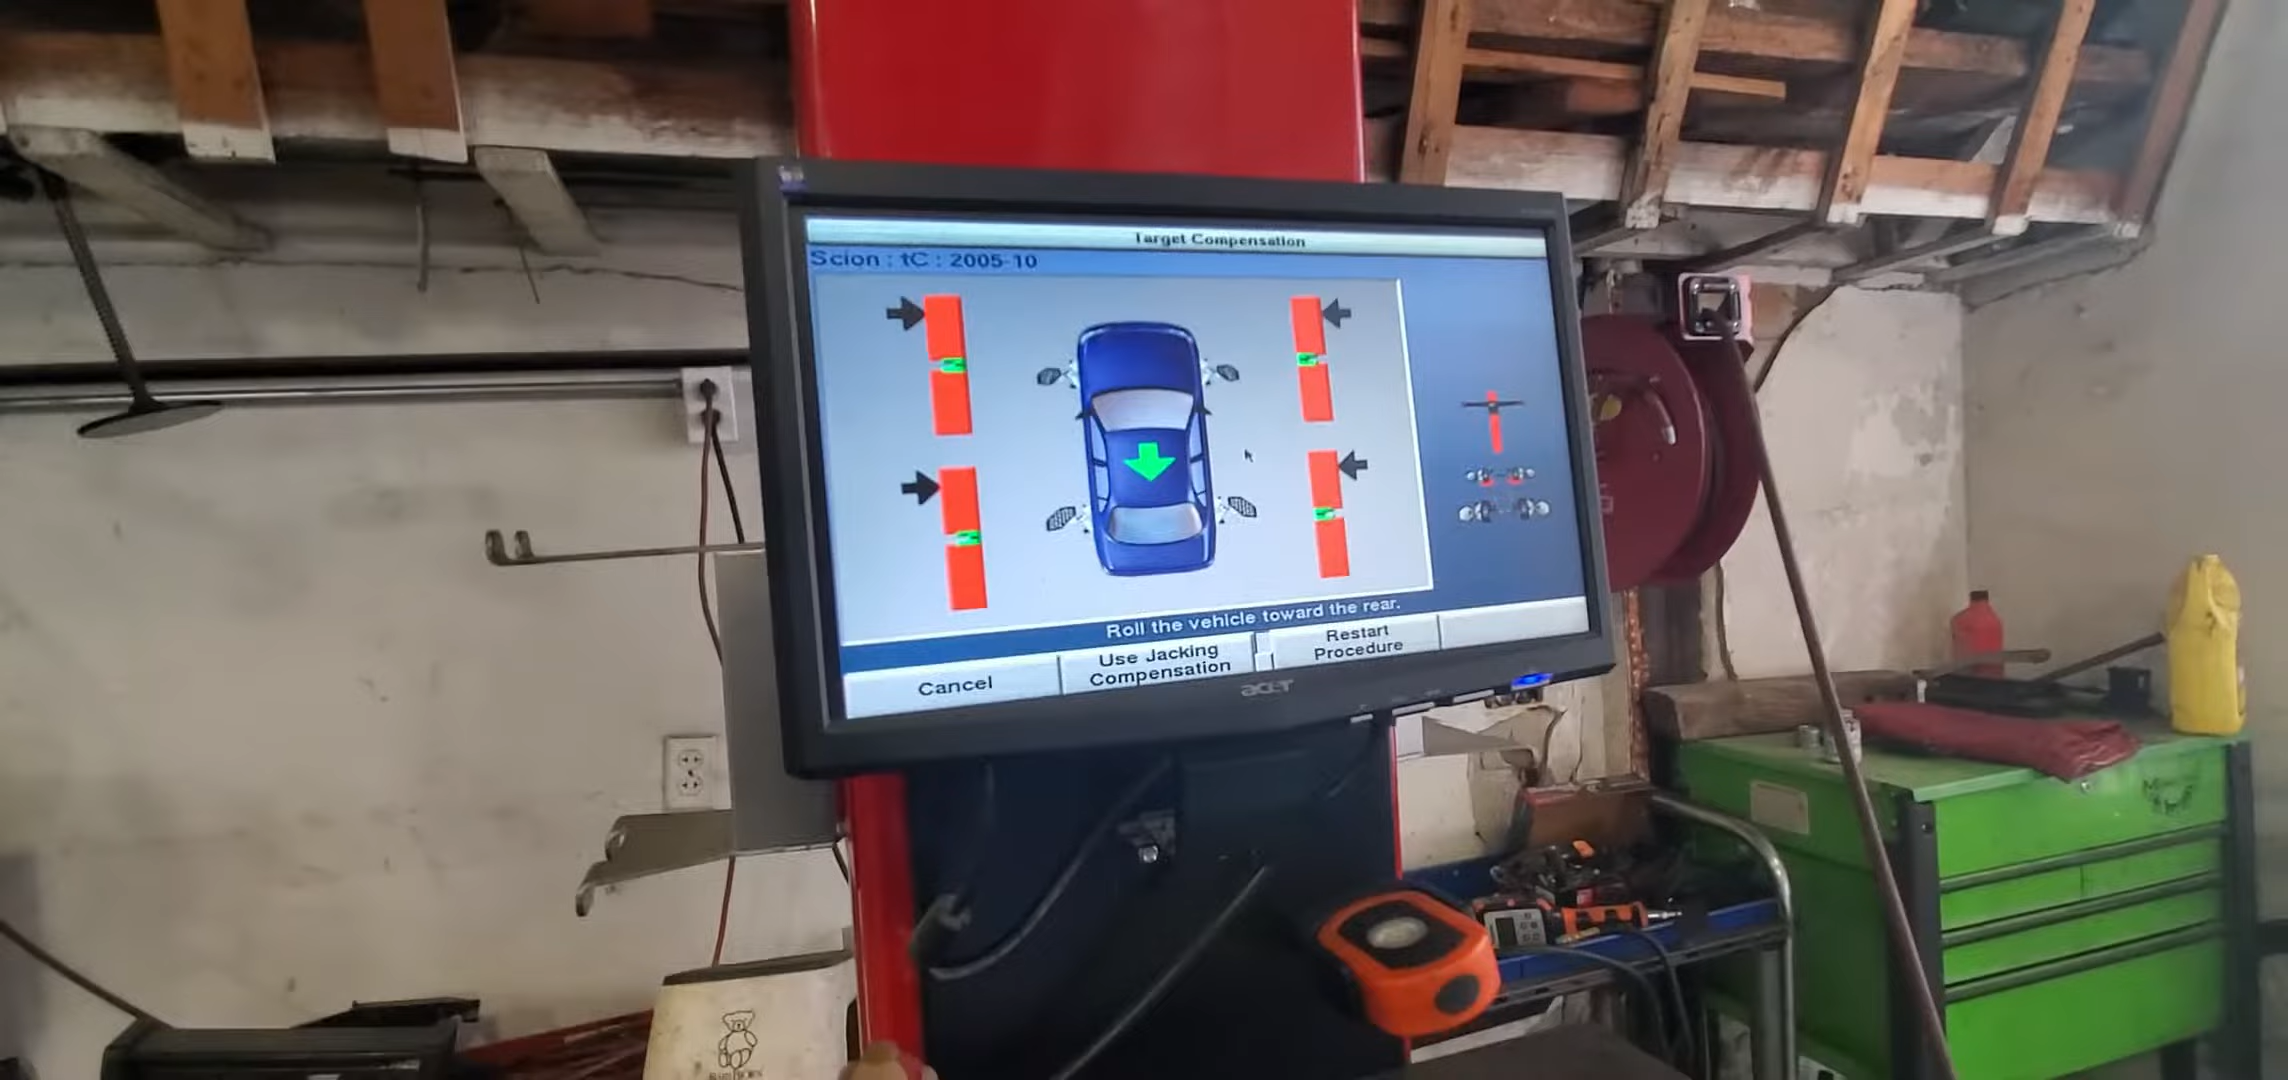 Target Compensation
Scion : tC : 2005-10
Roll the vehicle toward the rear.
Cancel
Use Jacking
Compensation
Restart
Procedure
acer